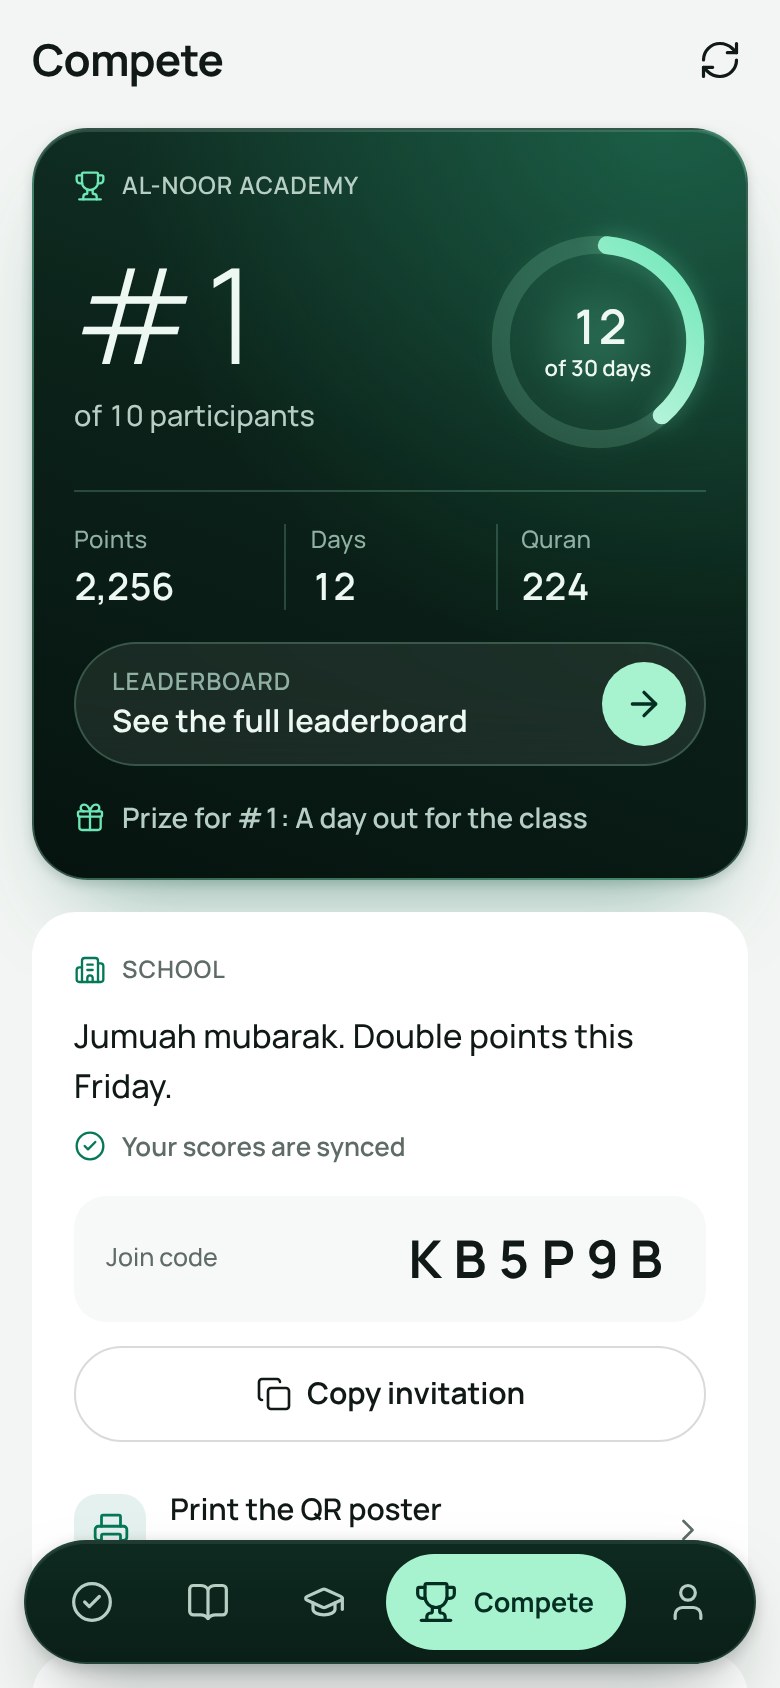 Compete
AL-NOOR ACADEMY
#1
of 10 participants
12
of 30 days
Points
2,256
Days
12
Quran
224
LEADERBOARD
See the full leaderboard
Prize for #1: A day out for the class
SCHOOL
Jumuah mubarak. Double points this
Friday.
Your scores are synced
Join code
KB5P9B
Copy invitation
Print the QR poster
Compete